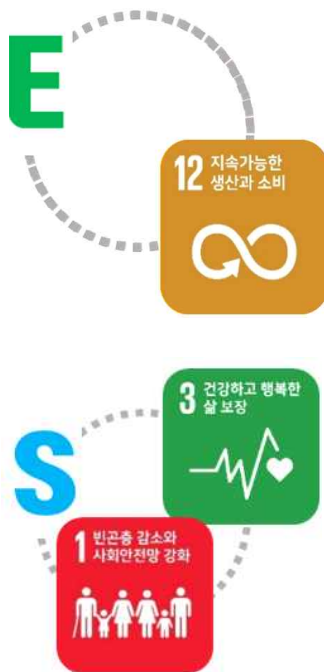 E
12 지속가능한
생산과 소비
3 건강하고 행복한
삶 보장
S
1 빈곤층 감소와
사회안전망 강화